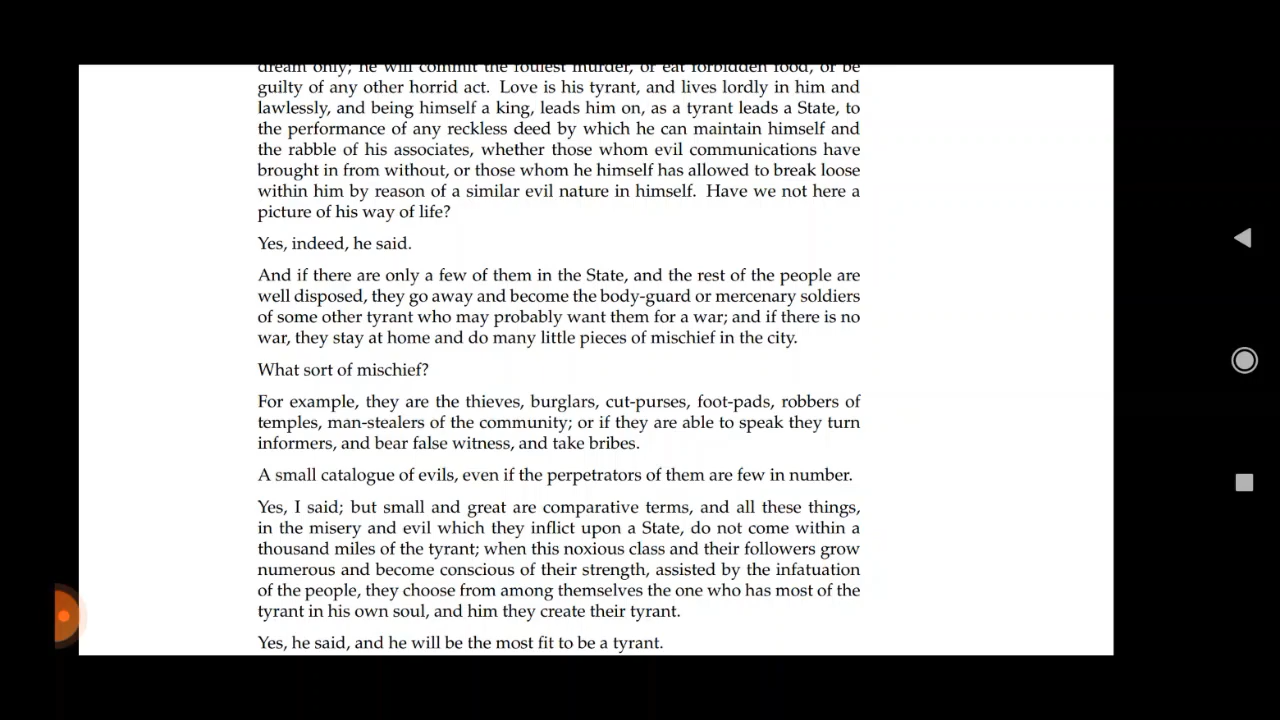 dream only; he will commit the foulest murder, or eat forbidden food, or be
guilty of any other horrid act. Love is his tyrant, and lives lordly in him and
lawlessly, and being himself a king, leads him on, as a tyrant leads a State, to
the performance of any reckless deed by which he can maintain himself and
the rabble of his associates, whether those whom evil communications have
brought in from without, or those whom he himself has allowed to break loose
within him by reason of a similar evil nature in himself. Have we not here a
picture of his way of life?
Yes, indeed, he said.
And if there are only a few of them in the State, and the rest of the people are
well disposed, they go away and become the body-guard or mercenary soldiers
of some other tyrant who may probably want them for a war; and if there is no
war, they stay at home and do many little pieces of mischief in the city.
What sort of mischief?
For example, they are the thieves, burglars, cut-purses, foot-pads, robbers of
temples, man-stealers of the community; or if they are able to speak they turn
informers, and bear false witness, and take bribes.
A small catalogue of evils, even if the perpetrators of them are few in number.
Yes, I said; but small and great are comparative terms, and all these things,
in the misery and evil which they inflict upon a State, do not come within a
thousand miles of the tyrant; when this noxious class and their followers grow
numerous and become conscious of their strength, assisted by the infatuation
of the people, they choose from among themselves the one who has most of the
tyrant in his own soul, and him they create their tyrant.
Yes, he said, and he will be the most fit to be a tyrant.